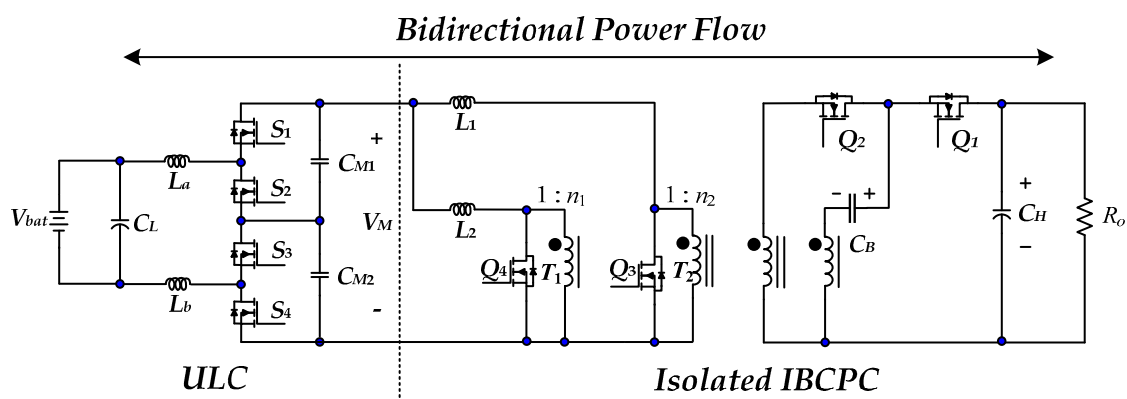 Bidirectional Power Flow
S1
L1
Q2
Q1
+
CM1
La
S2
1 : n1
1 : n2
- +
+
Vbat
CL
VM
L2
CB
CH
Ro
S3
Q4
T1
Q3
T2
-
Lb
CM2
S4
-
ULC
Isolated IBCPC